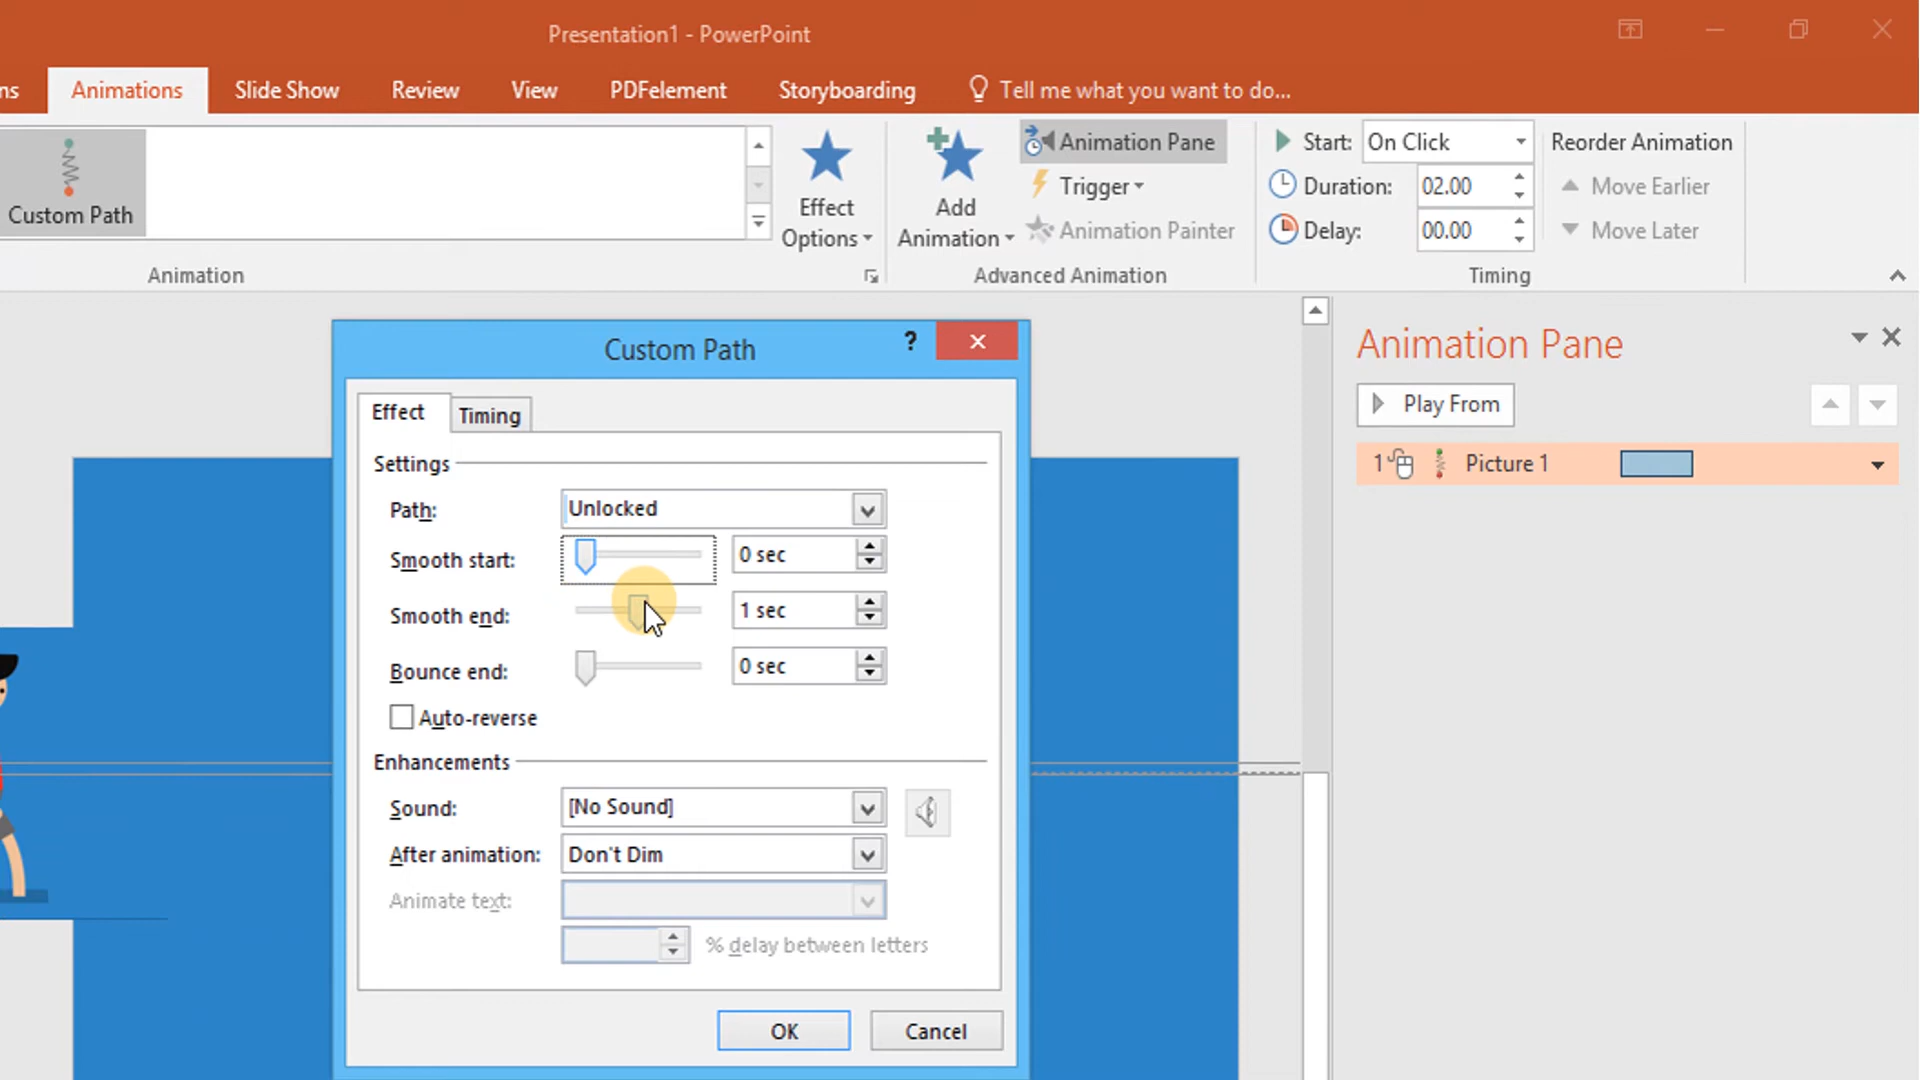 Presentation1 - PowerPoint
ns Animations Slide Show Review View PDFelement Storyboarding Tell me what you want to do...
Custom Path
Effect Options
Add Animation
Animation Pane
Trigger
Animation Painter
Start: On Click
Duration: 02.00
Delay: 00.00
Reorder Animation
Move Earlier
Move Later
Animation Advanced Animation Timing
Custom Path ? ×
Effect Timing
Settings
Path: Unlocked
Smooth start: 0 sec
Smooth end: 1 sec
Bounce end: 0 sec
Auto-reverse
Enhancements
Sound: [No Sound]
After animation: Don't Dim
Animate text:
% delay between letters
OK Cancel
Animation Pane
Play From
1 Picture 1